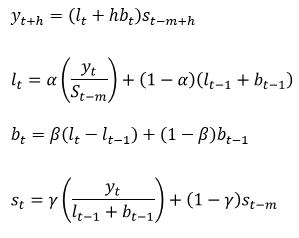 y_{t+h} = (l_t + hb_t)s_{t-m+h}
l_t = α(y_t / S_{t-m}) + (1 − α)(l_{t-1} + b_{t-1})
b_t = β(l_t − l_{t-1}) + (1 − β)b_{t-1}
s_t = γ(y_t / (l_{t-1} + b_{t-1})) + (1 − γ)s_{t-m}